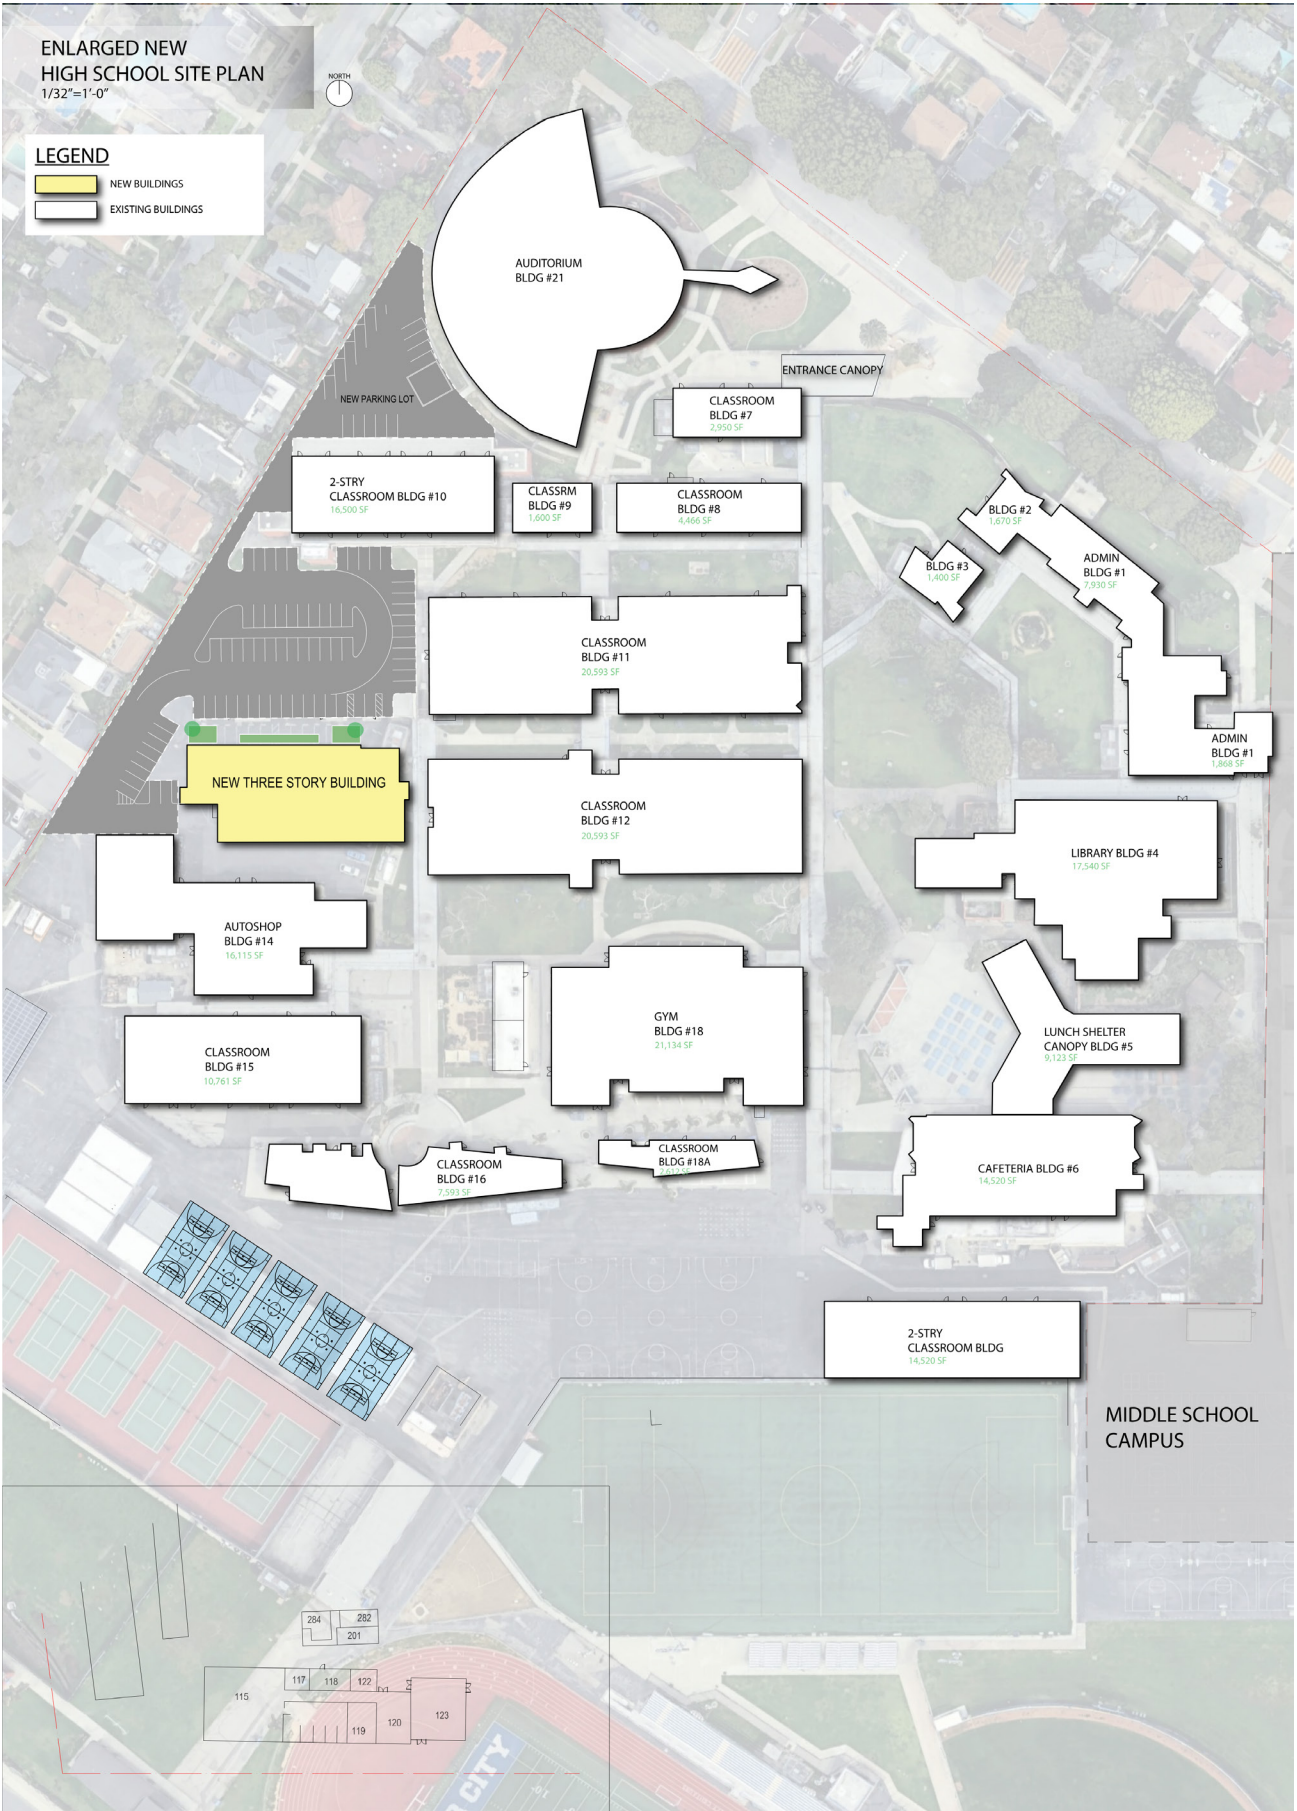 ENLARGED NEW
HIGH SCHOOL SITE PLAN
1/32"=1'-0"
NORTH
LEGEND
NEW BUILDINGS
EXISTING BUILDINGS
AUDITORIUM
BLDG #21
ENTRANCE CANOPY
NEW PARKING LOT
CLASSROOM
BLDG #7
2,950 SF
2-STRY
CLASSROOM BLDG #10
16,500 SF
CLASSRM
BLDG #9
1,600 SF
CLASSROOM
BLDG #8
4,466 SF
BLDG #2
1,670 SF
BLDG #3
1,400 SF
ADMIN
BLDG #1
7,930 SF
CLASSROOM
BLDG #11
20,593 SF
ADMIN
BLDG #1
1,868 SF
NEW THREE STORY BUILDING
CLASSROOM
BLDG #12
20,593 SF
LIBRARY BLDG #4
17,540 SF
AUTOSHOP
BLDG #14
16,115 SF
GYM
BLDG #18
21,134 SF
LUNCH SHELTER
CANOPY BLDG #5
9,123 SF
CLASSROOM
BLDG #15
10,761 SF
CLASSROOM
BLDG #16
7,593 SF
CLASSROOM
BLDG #18A
2,612 SF
CAFETERIA BLDG #6
14,520 SF
2-STRY
CLASSROOM BLDG
14,520 SF
MIDDLE SCHOOL
CAMPUS
284
282
201
115
117
118
122
119
120
123
CITY